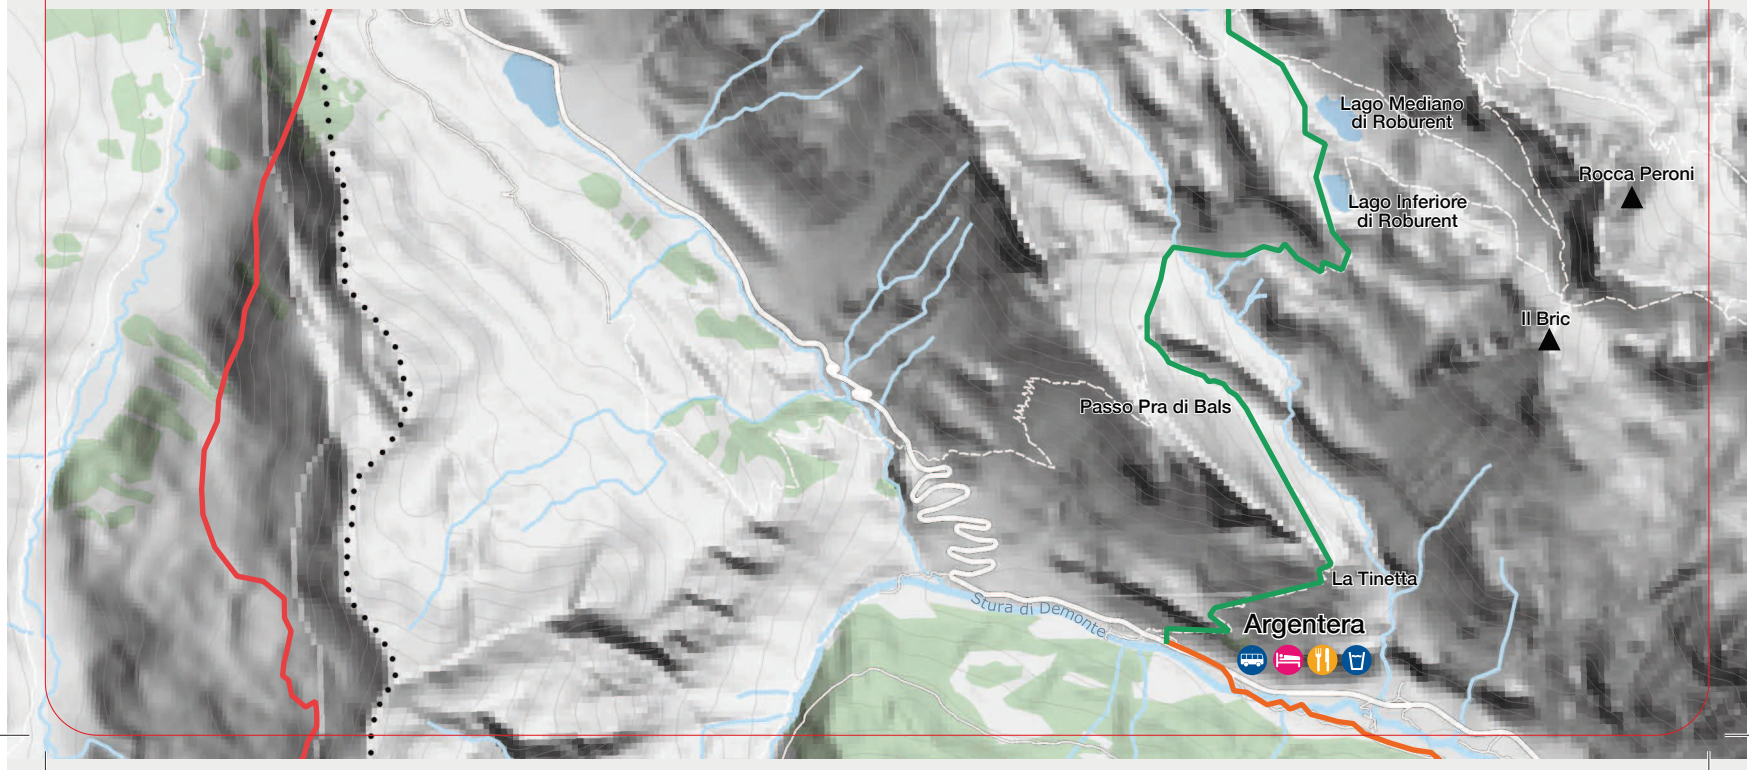 Lago Mediano
di Roburent
Rocca Peroni
Lago Inferiore
di Roburent
Il Bric
Passo Pra di Bals
La Tinetta
Stura di Demonte
Argentera